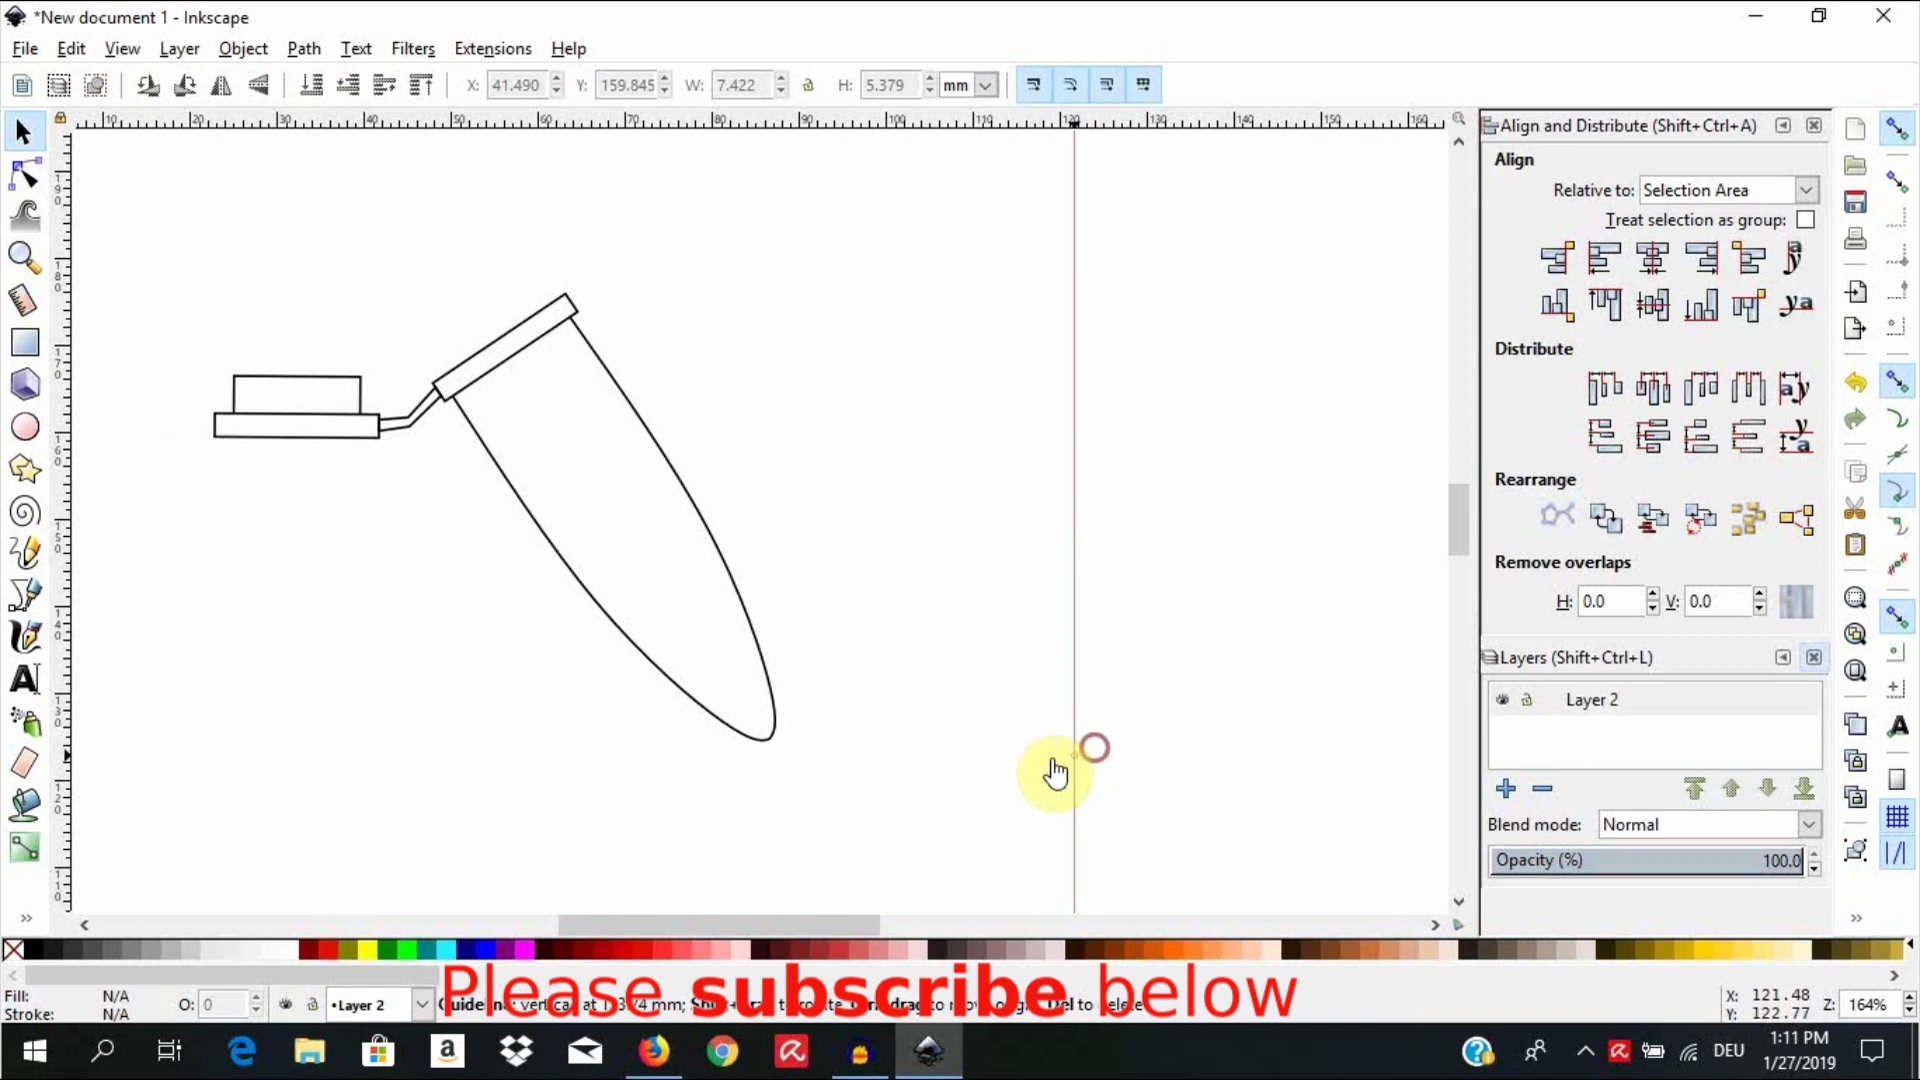 *New document 1 - Inkscape
File Edit View Layer Object Path Text Filters Extensions Help
X: 41.490 Y: 159.845 W: 7.422 H: 5.379 mm
Align and Distribute (Shift+Ctrl+A)
Align
Relative to: Selection Area
Treat selection as group:
Distribute
Rearrange
Remove overlaps
H: 0.0 V: 0.0
Layers (Shift+Ctrl+L)
Layer 2
Blend mode: Normal
Opacity (%) 100.0
Please subscribe below
Fill: N/A
Stroke: N/A
O: 0
•Layer 2
X: 121.48
Y: 122.77
Z: 164%
DEU
1:11 PM
1/27/2019